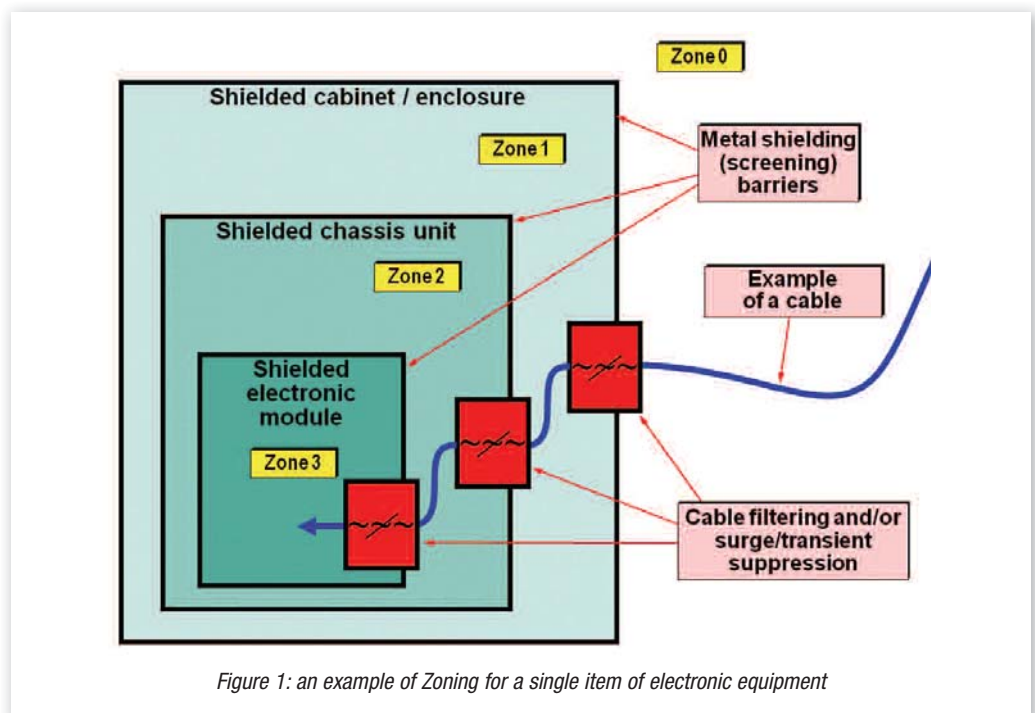 Zone 0
Shielded cabinet / enclosure
Zone 1
Metal shielding
(screening)
barriers
Shielded chassis unit
Zone 2
Example
of a cable
Shielded
electronic
module
Zone 3
Cable filtering and/or
surge/transient
suppression
Figure 1: an example of Zoning for a single item of electronic equipment